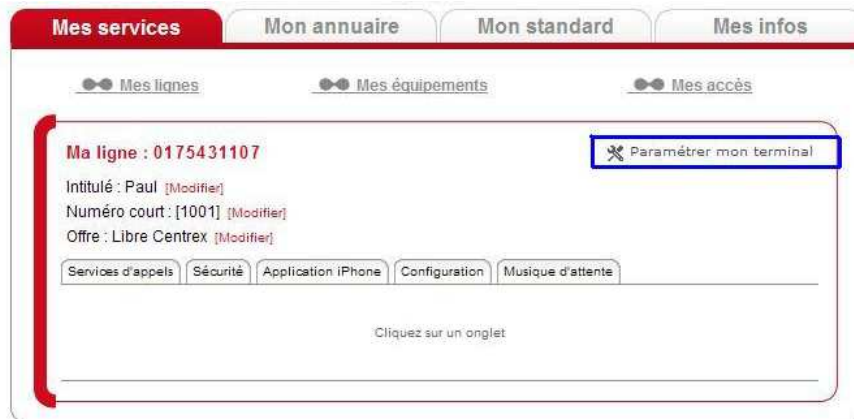 Mes services Mon annuaire Mon standard Mes infos
Mes lignes Mes équipements Mes accès
Ma ligne : 0175431107 Paramétrer mon terminal
Intitulé : Paul [Modifier]
Numéro court : [1001] [Modifier]
Offre : Libre Centrex [Modifier]
Services d'appels Sécurité Application iPhone Configuration Musique d'attente
Cliquez sur un onglet